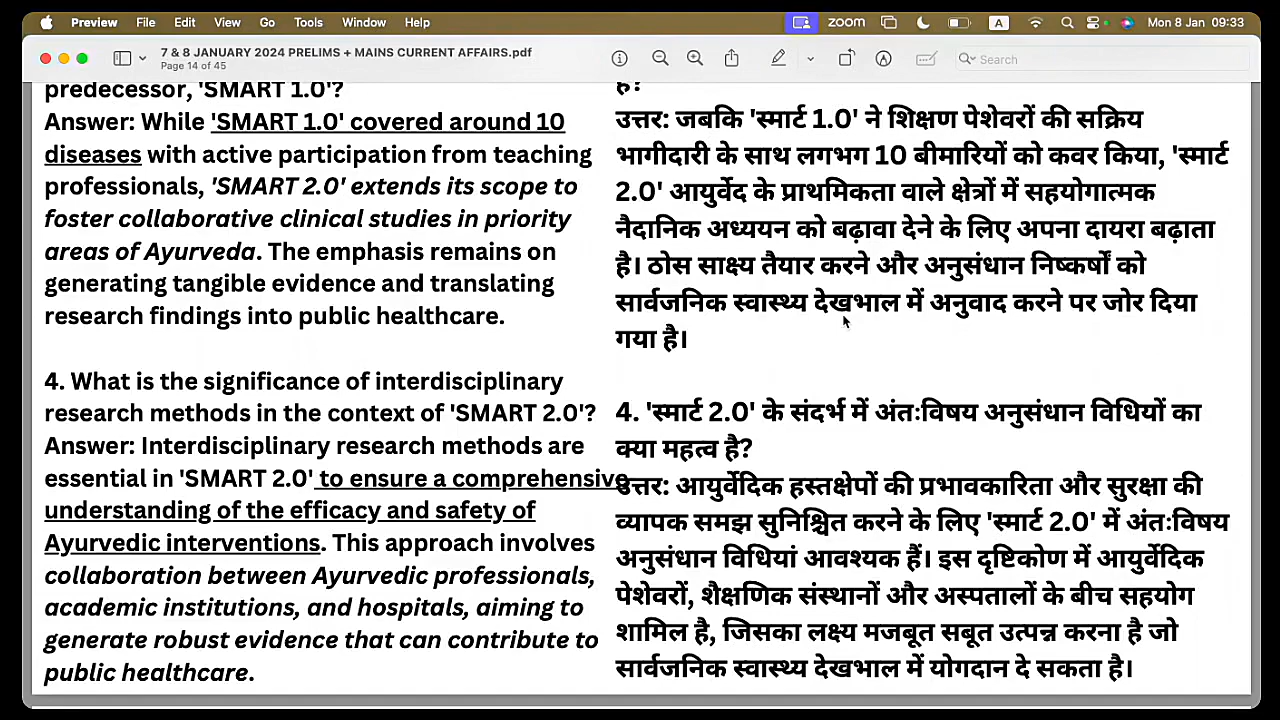 Preview File Edit View Go Tools Window Help zoom A Mon 8 Jan 09:33
7 & 8 JANUARY 2024 PRELIMS + MAINS CURRENT AFFAIRS.pdf
Page 14 of 45
Search
predecessor, 'SMART 1.0'?
Answer: While 'SMART 1.0' covered around 10
diseases with active participation from teaching
professionals, 'SMART 2.0' extends its scope to
foster collaborative clinical studies in priority
areas of Ayurveda. The emphasis remains on
generating tangible evidence and translating
research findings into public healthcare.
4. What is the significance of interdisciplinary
research methods in the context of 'SMART 2.0'?
Answer: Interdisciplinary research methods are
essential in 'SMART 2.0' to ensure a comprehensive
understanding of the efficacy and safety of
Ayurvedic interventions. This approach involves
collaboration between Ayurvedic professionals,
academic institutions, and hospitals, aiming to
generate robust evidence that can contribute to
public healthcare.
है?
उत्तर: जबकि 'स्मार्ट 1.0' ने शिक्षण पेशेवरों की सक्रिय
भागीदारी के साथ लगभग 10 बीमारियों को कवर किया, 'स्मार्ट
2.0' आयुर्वेद के प्राथमिकता वाले क्षेत्रों में सहयोगात्मक
नैदानिक अध्ययन को बढ़ावा देने के लिए अपना दायरा बढ़ाता
है। ठोस साक्ष्य तैयार करने और अनुसंधान निष्कर्षों को
सार्वजनिक स्वास्थ्य देखभाल में अनुवाद करने पर जोर दिया
गया है।
4. 'स्मार्ट 2.0' के संदर्भ में अंतःविषय अनुसंधान विधियों का
क्या महत्व है?
उत्तर: आयुर्वेदिक हस्तक्षेपों की प्रभावकारिता और सुरक्षा की
व्यापक समझ सुनिश्चित करने के लिए 'स्मार्ट 2.0' में अंतःविषय
अनुसंधान विधियां आवश्यक हैं। इस दृष्टिकोण में आयुर्वेदिक
पेशेवरों, शैक्षणिक संस्थानों और अस्पतालों के बीच सहयोग
शामिल है, जिसका लक्ष्य मजबूत सबूत उत्पन्न करना है जो
सार्वजनिक स्वास्थ्य देखभाल में योगदान दे सकता है।